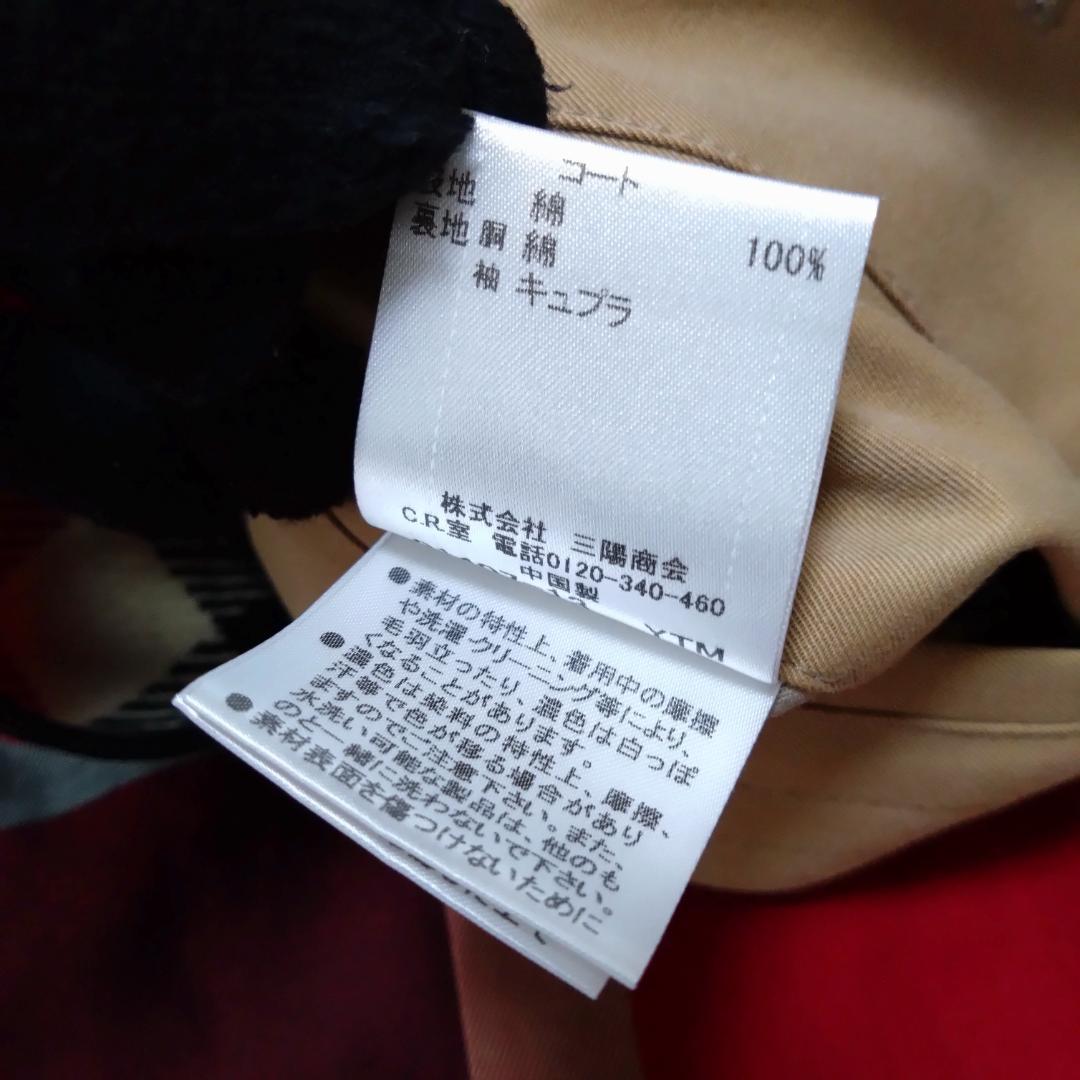 コート
表地 綿 100%
裏地 胴 綿
袖 キュプラ
株式会社 三陽商会
C.R.室 電話0120-340-460
中国製
YTM
●素材の特性上、着用中の摩擦
や洗濯クリーニング等により、
毛羽立ったり、濃色は白っぽ
くなることがあります。
●濃色は染料の特性上、摩擦、
汗等で色が移る場合があり
ますのでご注意下さい。また、
水洗い可能な製品は、他のも
のと一緒に洗わないで下さい。
●素材表面を傷つけないために